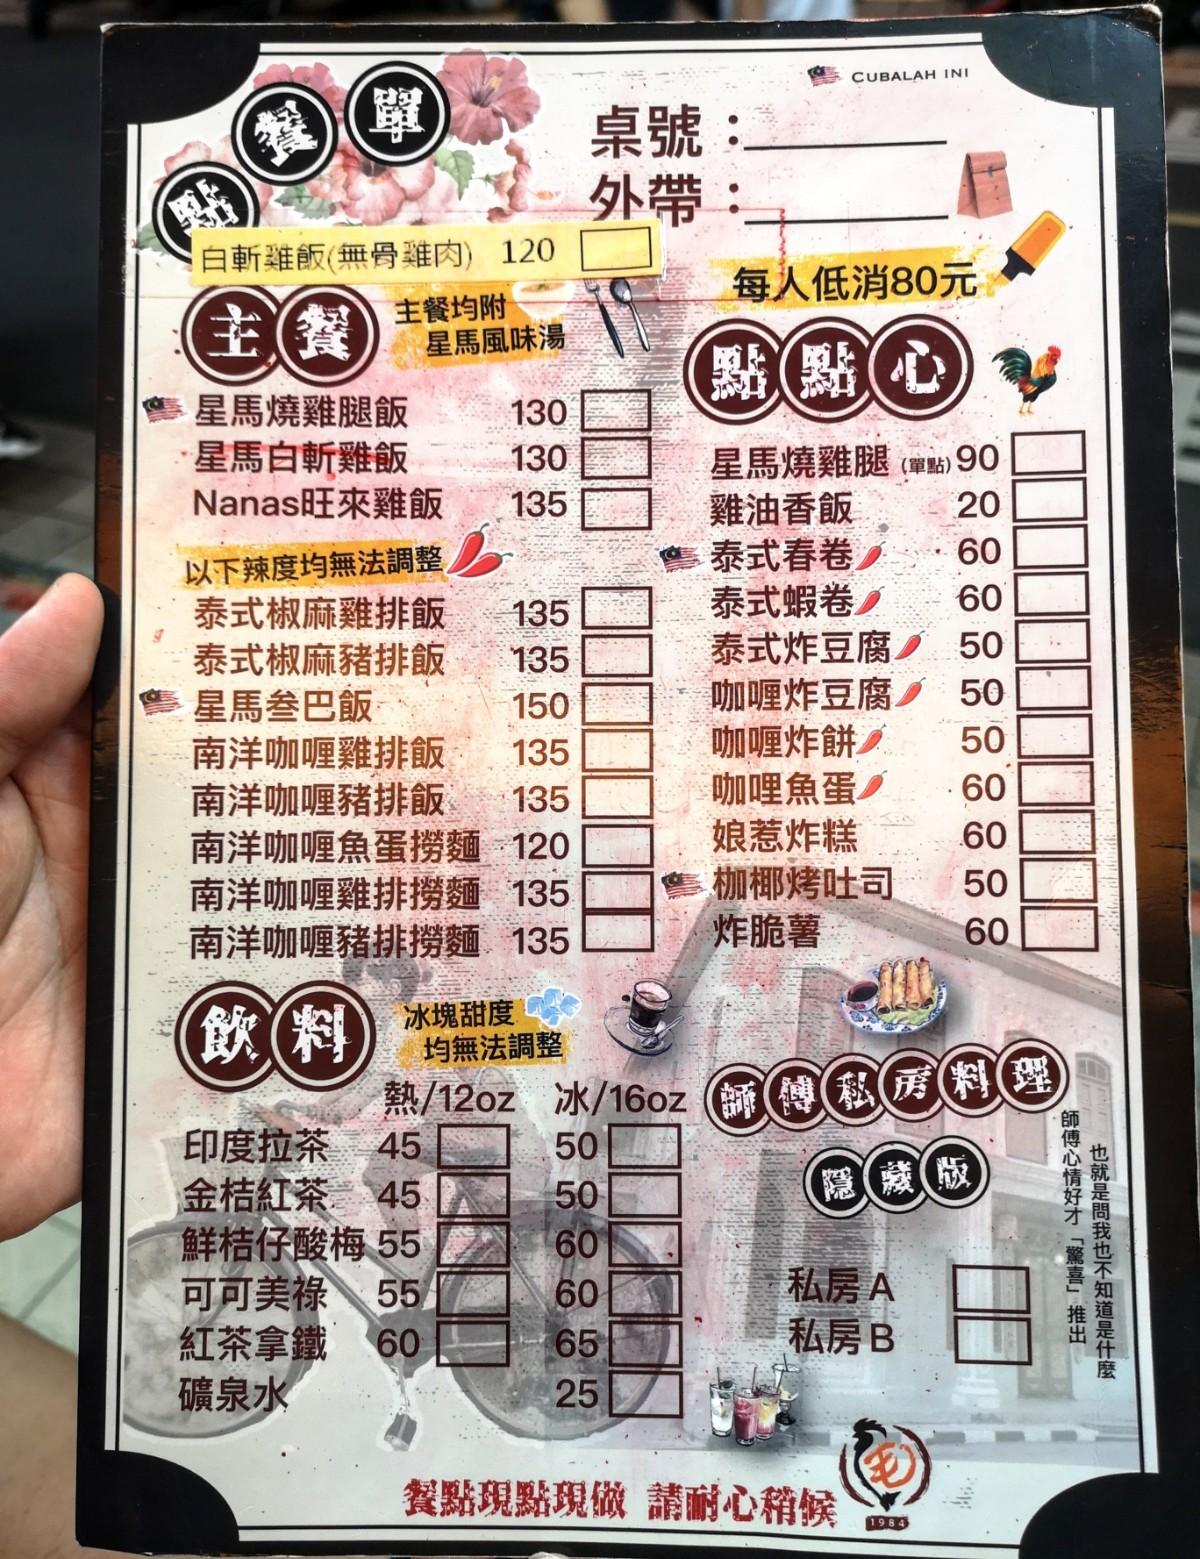 CUBALAH INI
點餐單
桌號：
外帶：
白斬雞飯(無骨雞肉) 120
每人低消80元
主餐
主餐均附
星馬風味湯
星馬燒雞腿飯 130
星馬白斬雞飯 130
Nanas旺來雞飯 135
以下辣度均無法調整
泰式椒麻雞排飯 135
泰式椒麻豬排飯 135
星馬叁巴飯 150
南洋咖喱雞排飯 135
南洋咖喱豬排飯 135
南洋咖喱魚蛋撈麵 120
南洋咖喱雞排撈麵 135
南洋咖喱豬排撈麵 135
點點心
星馬燒雞腿(單點) 90
雞油香飯 20
泰式春卷 60
泰式蝦卷 60
泰式炸豆腐 50
咖喱炸豆腐 50
咖喱炸餅 50
咖哩魚蛋 60
娘惹炸糕 60
枷椰烤吐司 50
炸脆薯 60
飲料
冰塊甜度
均無法調整
熱/12oz 冰/16oz
印度拉茶 45 50
金桔紅茶 45 50
鮮桔仔酸梅 55 60
可可美祿 55 60
紅茶拿鐵 60 65
礦泉水 25
師傅私房料理
隱藏版
也就是問我也不知道是什麼
師傅心情好才「驚喜」推出
私房A
私房B
毛
1984
餐點現點現做 請耐心稍候